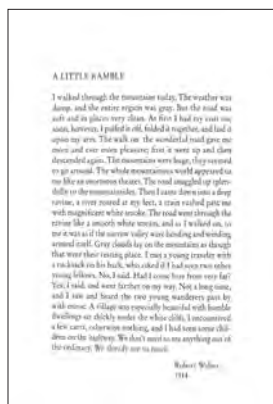 A LITTLE RAMBLE
I walked through the mountains today. The weather was
damp, and the entire region was gray. But the road was
soft and in places very clean. At first I had my coat on;
soon, however, I pulled it off, folded it together, and laid it
upon my arm. The walk on the wonderful road gave me
more and ever more pleasure; first it went up and then
descended again. The mountains were huge, they seemed
to go around. The whole mountainous world appeared to
me like an enormous theater. The road snuggled up splen-
didly to the mountainsides. Then I came down into a deep
ravine, a river roared at my feet, a train rushed past me
with magnificent white smoke. The road went through the
ravine like a smooth white stream, and as I walked on, to
me it was as if the narrow valley were bending and winding
around itself. Gray clouds lay on the mountains as though
that were their resting place. I met a young traveler with
a rucksack on his back, who asked if I had seen two other
young fellows. No, I said. Had I come here from very far?
Yes, I said, and went farther on my way. Not a long time,
and I saw and heard the two young wanderers pass by
with music. A village was especially beautiful with humble
dwellings set thickly under the white cliffs. I encountered
a few carts, otherwise nothing, and I had seen some chil-
dren on the highway. We don't need to see anything out of
the ordinary. We already see so much.
Robert Walser
1914